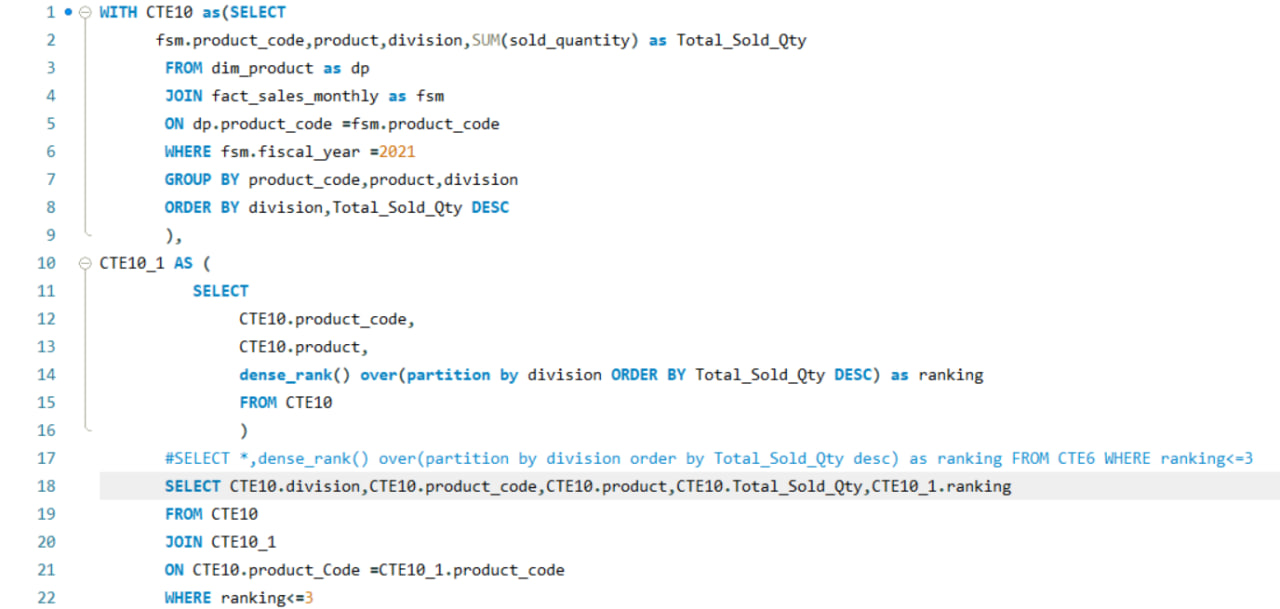 1 WITH CTE10 as(SELECT
2 fsm.product_code,product,division,SUM(sold_quantity) as Total_Sold_Qty
3 FROM dim_product as dp
4 JOIN fact_sales_monthly as fsm
5 ON dp.product_code =fsm.product_code
6 WHERE fsm.fiscal_year =2021
7 GROUP BY product_code,product,division
8 ORDER BY division,Total_Sold_Qty DESC
9 ),
10 CTE10_1 AS (
11 SELECT
12 CTE10.product_code,
13 CTE10.product,
14 dense_rank() over(partition by division ORDER BY Total_Sold_Qty DESC) as ranking
15 FROM CTE10
16 )
17 #SELECT *,dense_rank() over(partition by division order by Total_Sold_Qty desc) as ranking FROM CTE6 WHERE ranking<=3
18 SELECT CTE10.division,CTE10.product_code,CTE10.product,CTE10.Total_Sold_Qty,CTE10_1.ranking
19 FROM CTE10
20 JOIN CTE10_1
21 ON CTE10.product_Code =CTE10_1.product_code
22 WHERE ranking<=3